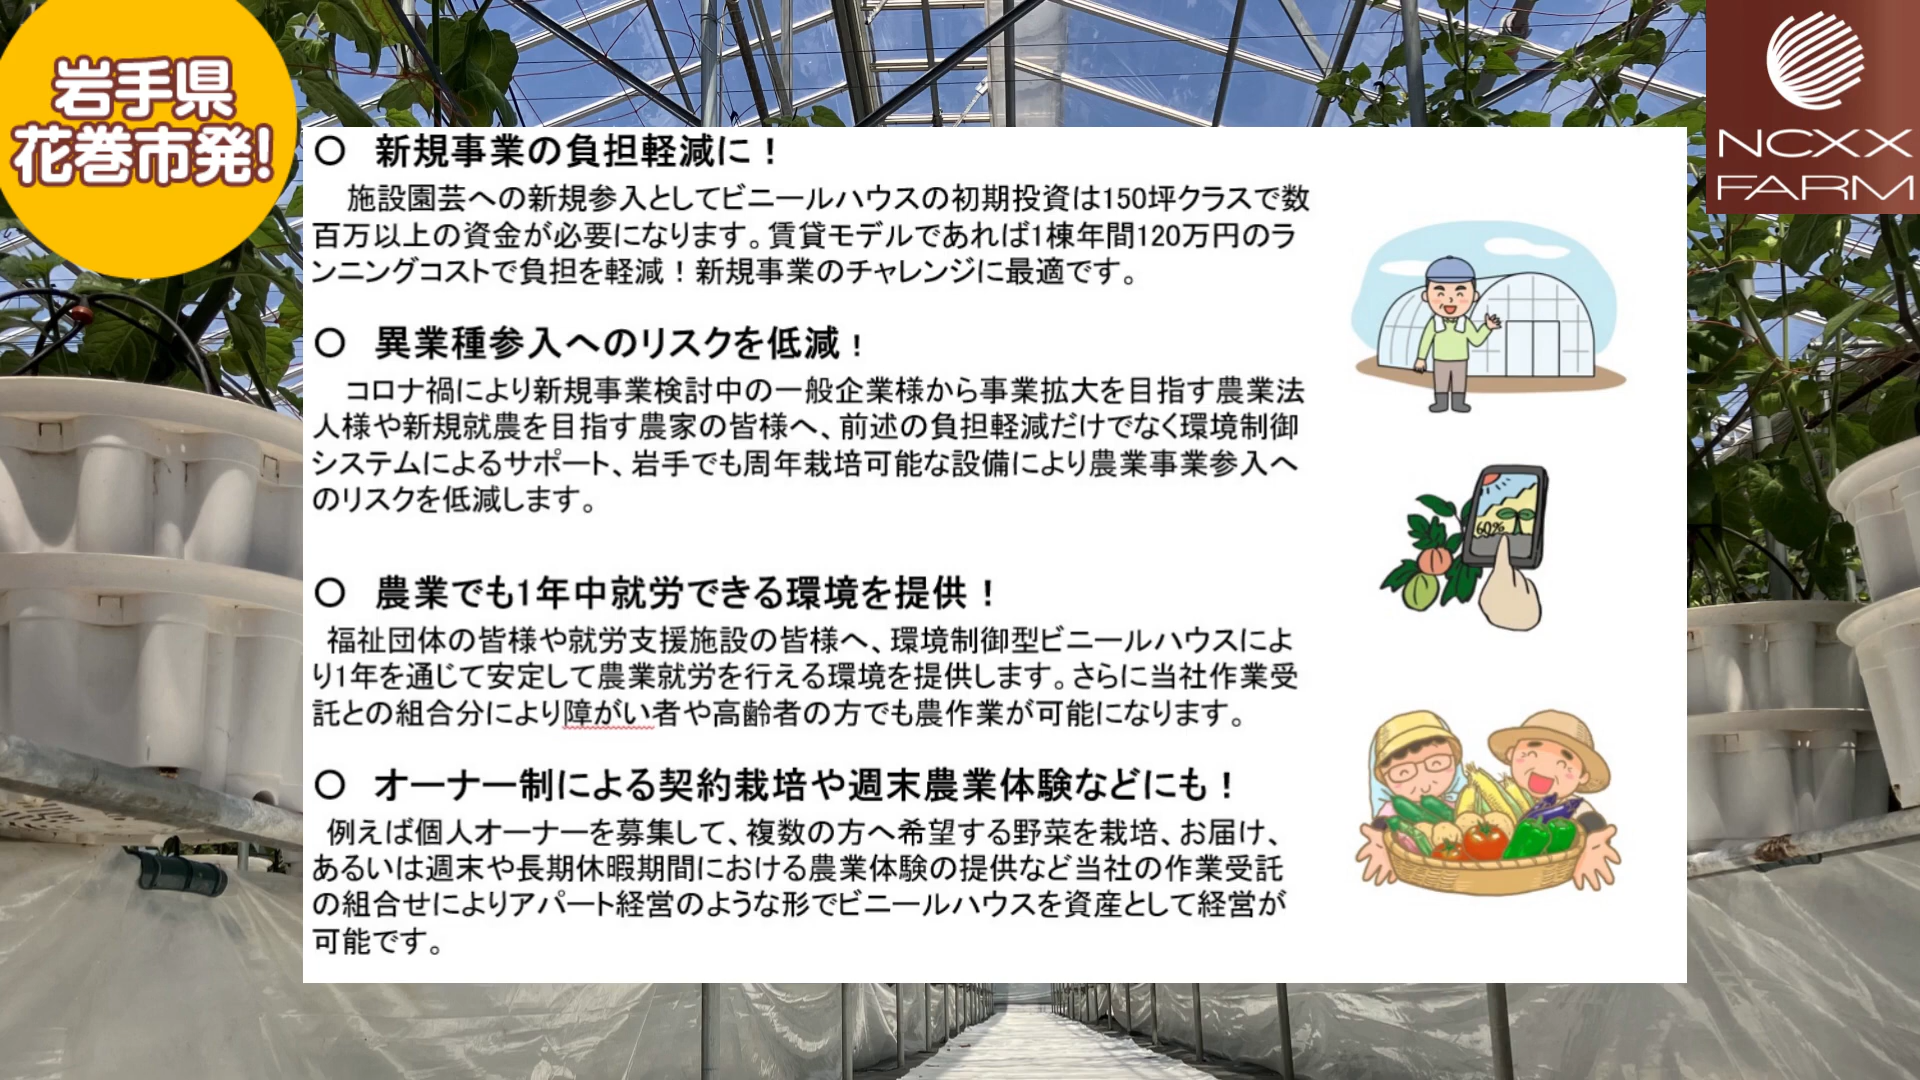 岩手県
花巻市発!
NCXX
FARM
〇 新規事業の負担軽減に！
施設園芸への新規参入としてビニールハウスの初期投資は150坪クラスで数
百万以上の資金が必要になります。賃貸モデルであれば1棟年間120万円のラ
ンニングコストで負担を軽減！新規事業のチャレンジに最適です。
〇 異業種参入へのリスクを低減！
コロナ禍により新規事業検討中の一般企業様から事業拡大を目指す農業法
人様や新規就農を目指す農家の皆様へ、前述の負担軽減だけでなく環境制御
システムによるサポート、岩手でも周年栽培可能な設備により農業事業参入へ
のリスクを低減します。
60%
〇 農業でも1年中就労できる環境を提供！
福祉団体の皆様や就労支援施設の皆様へ、環境制御型ビニールハウスによ
り1年を通じて安定して農業就労を行える環境を提供します。さらに当社作業受
託との組合分により障がい者や高齢者の方でも農作業が可能になります。
〇 オーナー制による契約栽培や週末農業体験などにも！
例えば個人オーナーを募集して、複数の方へ希望する野菜を栽培、お届け、
あるいは週末や長期休暇期間における農業体験の提供など当社の作業受託
の組合せによりアパート経営のような形でビニールハウスを資産として経営が
可能です。